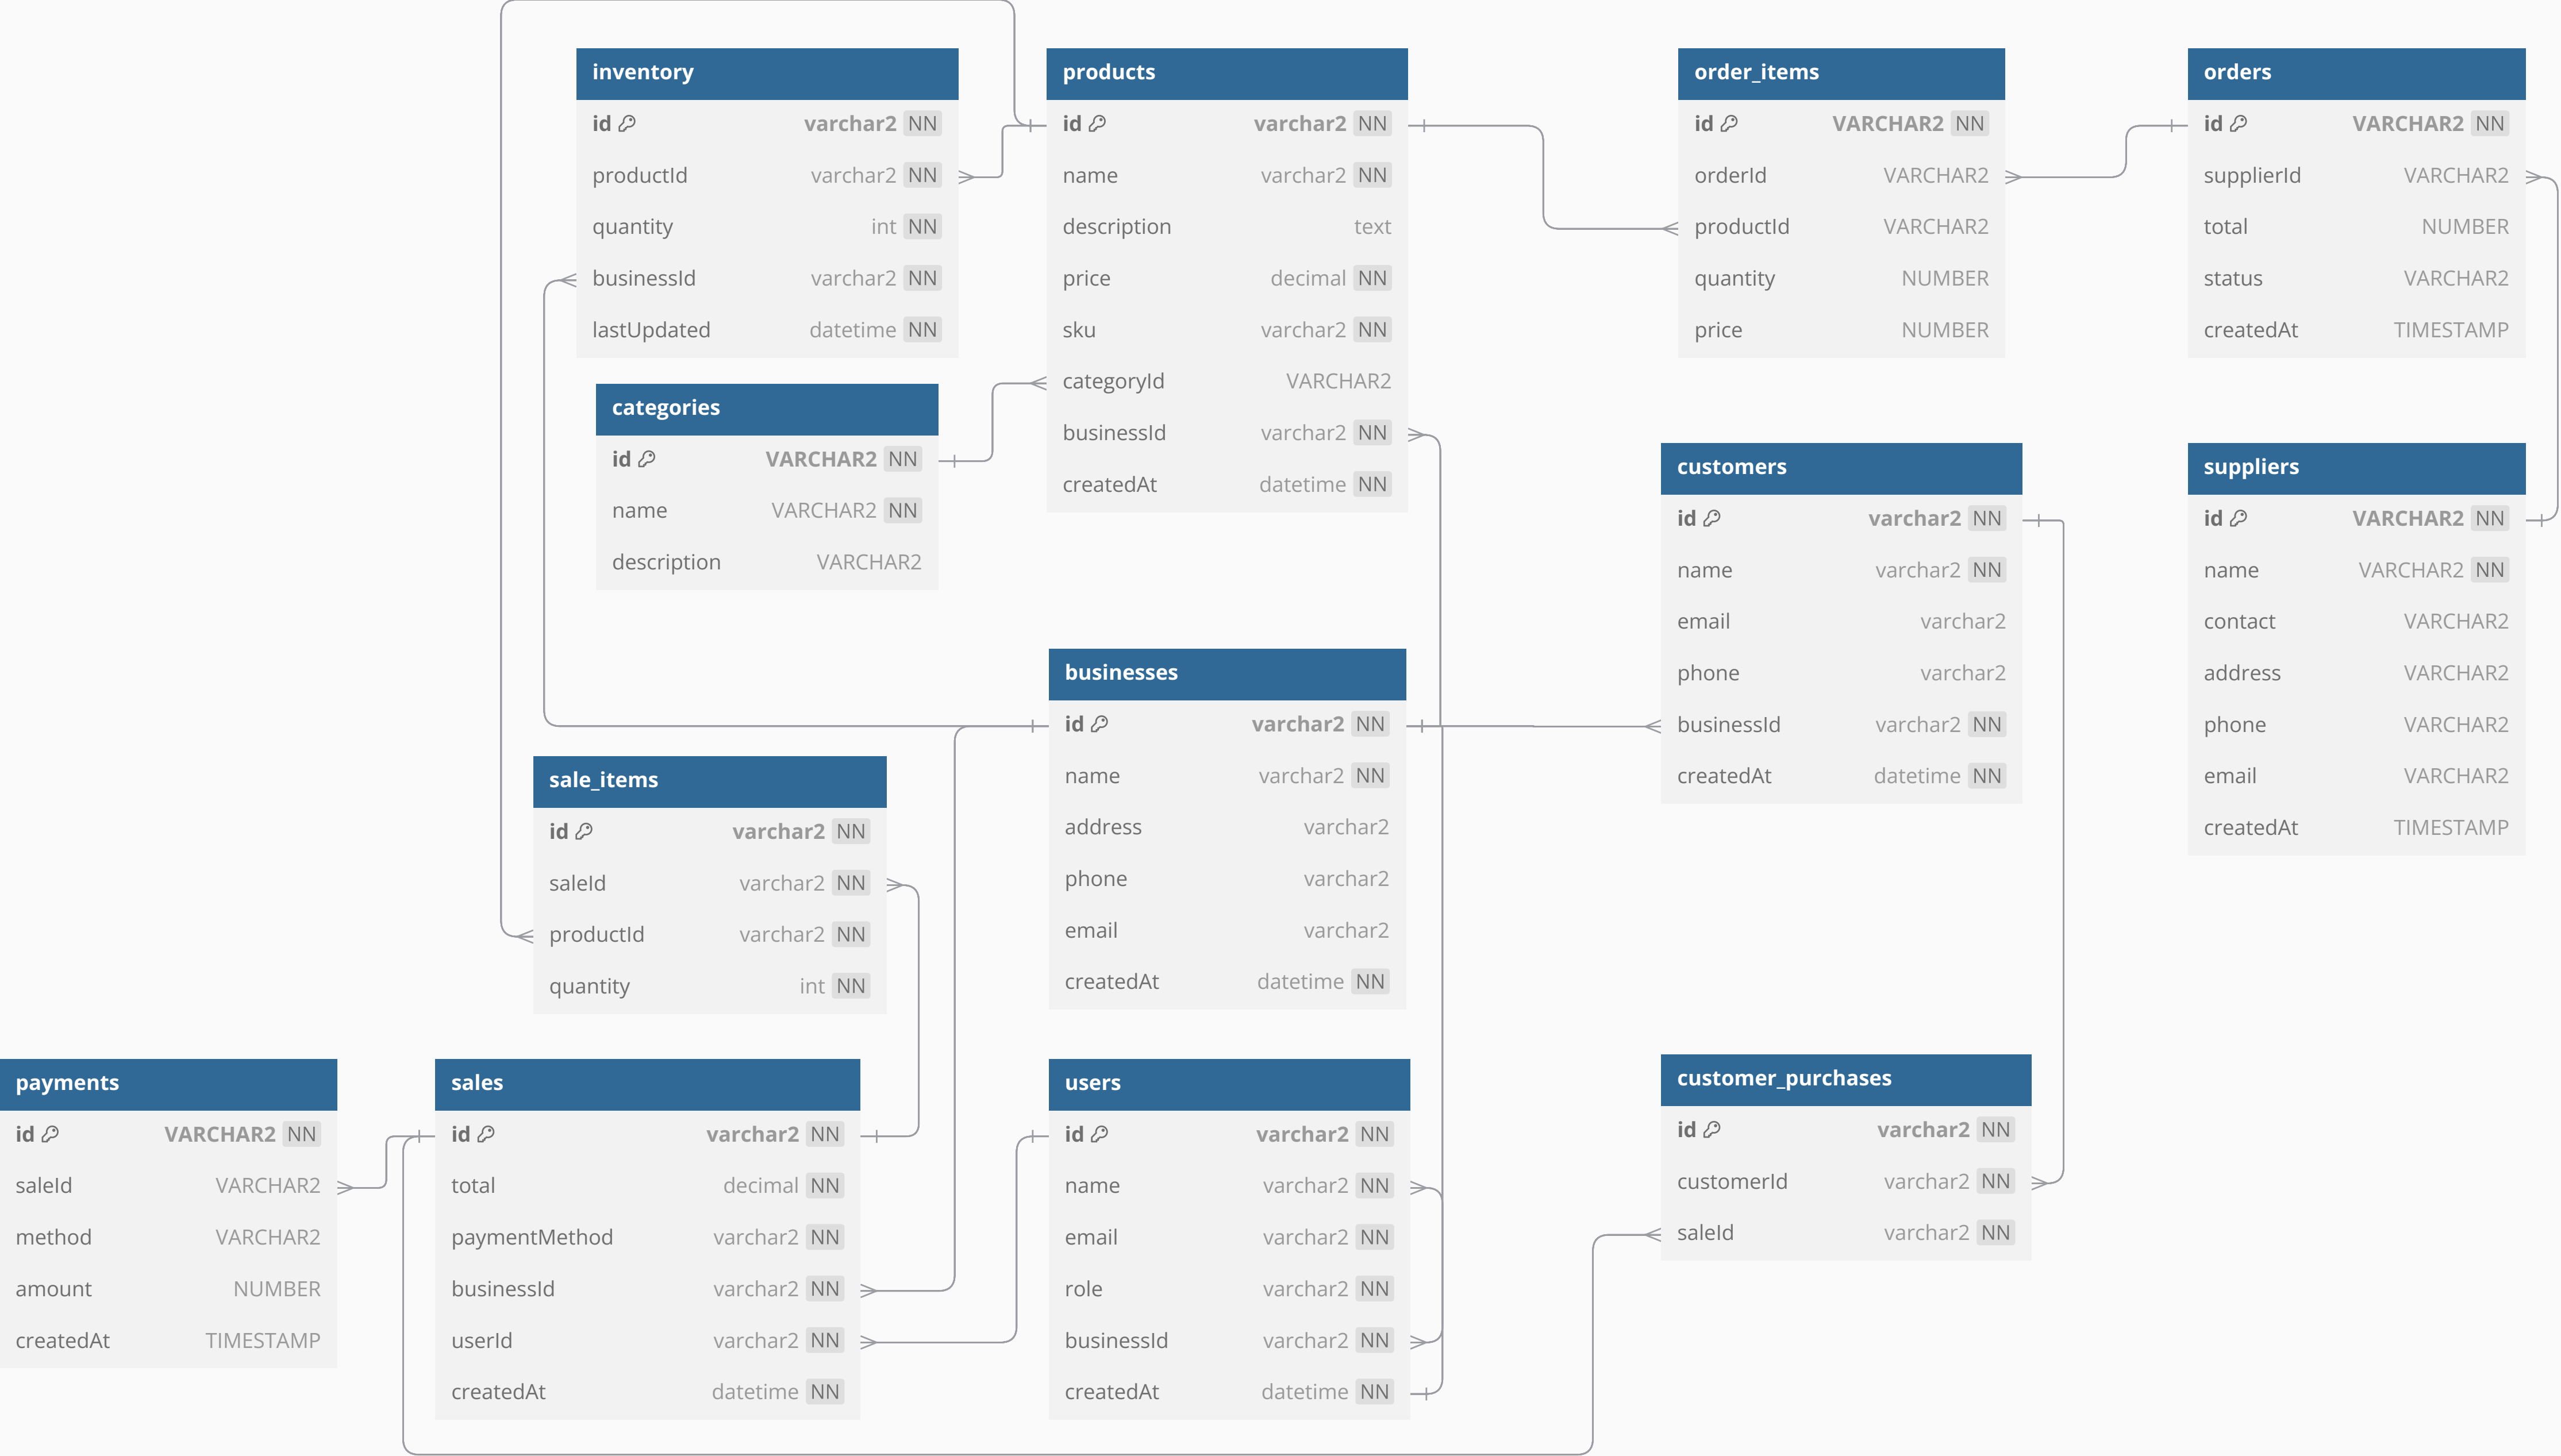 inventory
id varchar2 NN
productId varchar2 NN
quantity int NN
businessId varchar2 NN
lastUpdated datetime NN
products
id varchar2 NN
name varchar2 NN
description text
price decimal NN
sku varchar2 NN
categoryId VARCHAR2
businessId varchar2 NN
createdAt datetime NN
order_items
id VARCHAR2 NN
orderId VARCHAR2
productId VARCHAR2
quantity NUMBER
price NUMBER
orders
id VARCHAR2 NN
supplierId VARCHAR2
total NUMBER
status VARCHAR2
createdAt TIMESTAMP
categories
id VARCHAR2 NN
name VARCHAR2 NN
description VARCHAR2
customers
id varchar2 NN
name varchar2 NN
email varchar2
phone varchar2
businessId varchar2 NN
createdAt datetime NN
suppliers
id VARCHAR2 NN
name VARCHAR2 NN
contact VARCHAR2
address VARCHAR2
phone VARCHAR2
email VARCHAR2
createdAt TIMESTAMP
businesses
id varchar2 NN
name varchar2 NN
address varchar2
phone varchar2
email varchar2
createdAt datetime NN
sale_items
id varchar2 NN
saleId varchar2 NN
productId varchar2 NN
quantity int NN
payments
id VARCHAR2 NN
saleId VARCHAR2
method VARCHAR2
amount NUMBER
createdAt TIMESTAMP
sales
id varchar2 NN
total decimal NN
paymentMethod varchar2 NN
businessId varchar2 NN
userId varchar2 NN
createdAt datetime NN
users
id varchar2 NN
name varchar2 NN
email varchar2 NN
role varchar2 NN
businessId varchar2 NN
createdAt datetime NN
customer_purchases
id varchar2 NN
customerId varchar2 NN
saleId varchar2 NN